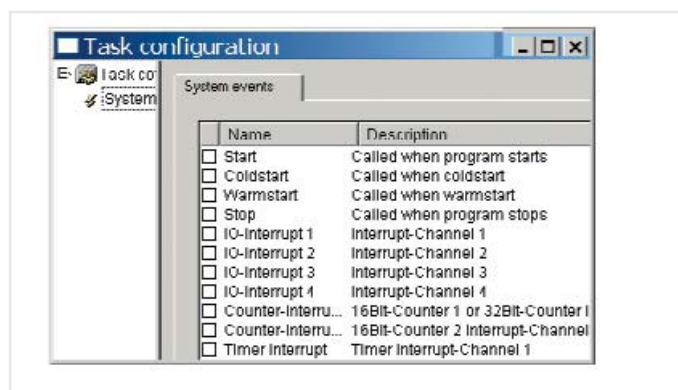 Task configuration
Task co
System
System events
Name Description
Start Called when program starts
Coldstart Called when coldstart
Warmstart Called when warmstart
Stop Called when program stops
IO-Interrupt 1 Interrupt-Channel 1
IO-Interrupt 2 Interrupt-Channel 2
IO-Interrupt 3 Interrupt-Channel 3
IO-Interrupt 4 Interrupt-Channel 4
Counter-Interru... 16Bit-Counter 1 or 32Bit-Counter I
Counter-Interru... 16Bit-Counter 2 Interrupt-Channel
Timer Interrupt Timer Interrupt-Channel 1